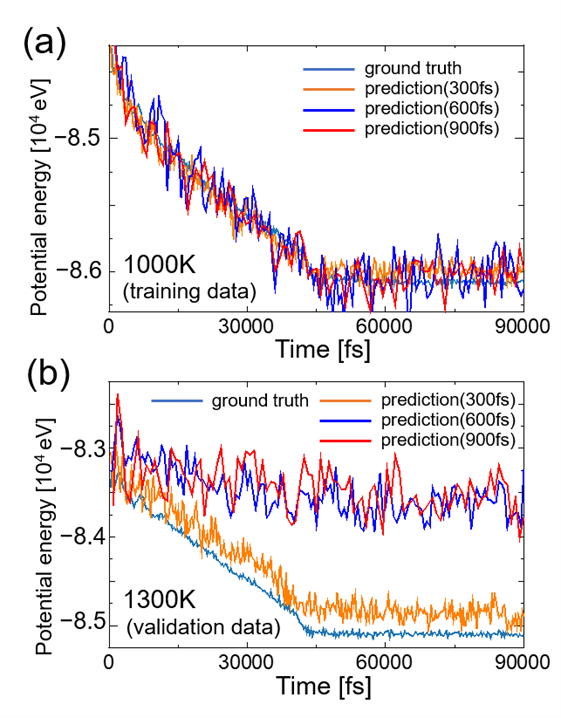 (a)
ground truth
prediction(300fs)
prediction(600fs)
prediction(900fs)
Potential energy [10⁴ eV]
−8.5
−8.6
1000K
(training data)
0 30000 60000 90000
Time [fs]
(b)
ground truth prediction(300fs)
prediction(600fs)
prediction(900fs)
Potential energy [10⁴ eV]
−8.3
−8.4
−8.5
1300K
(validation data)
0 30000 60000 90000
Time [fs]